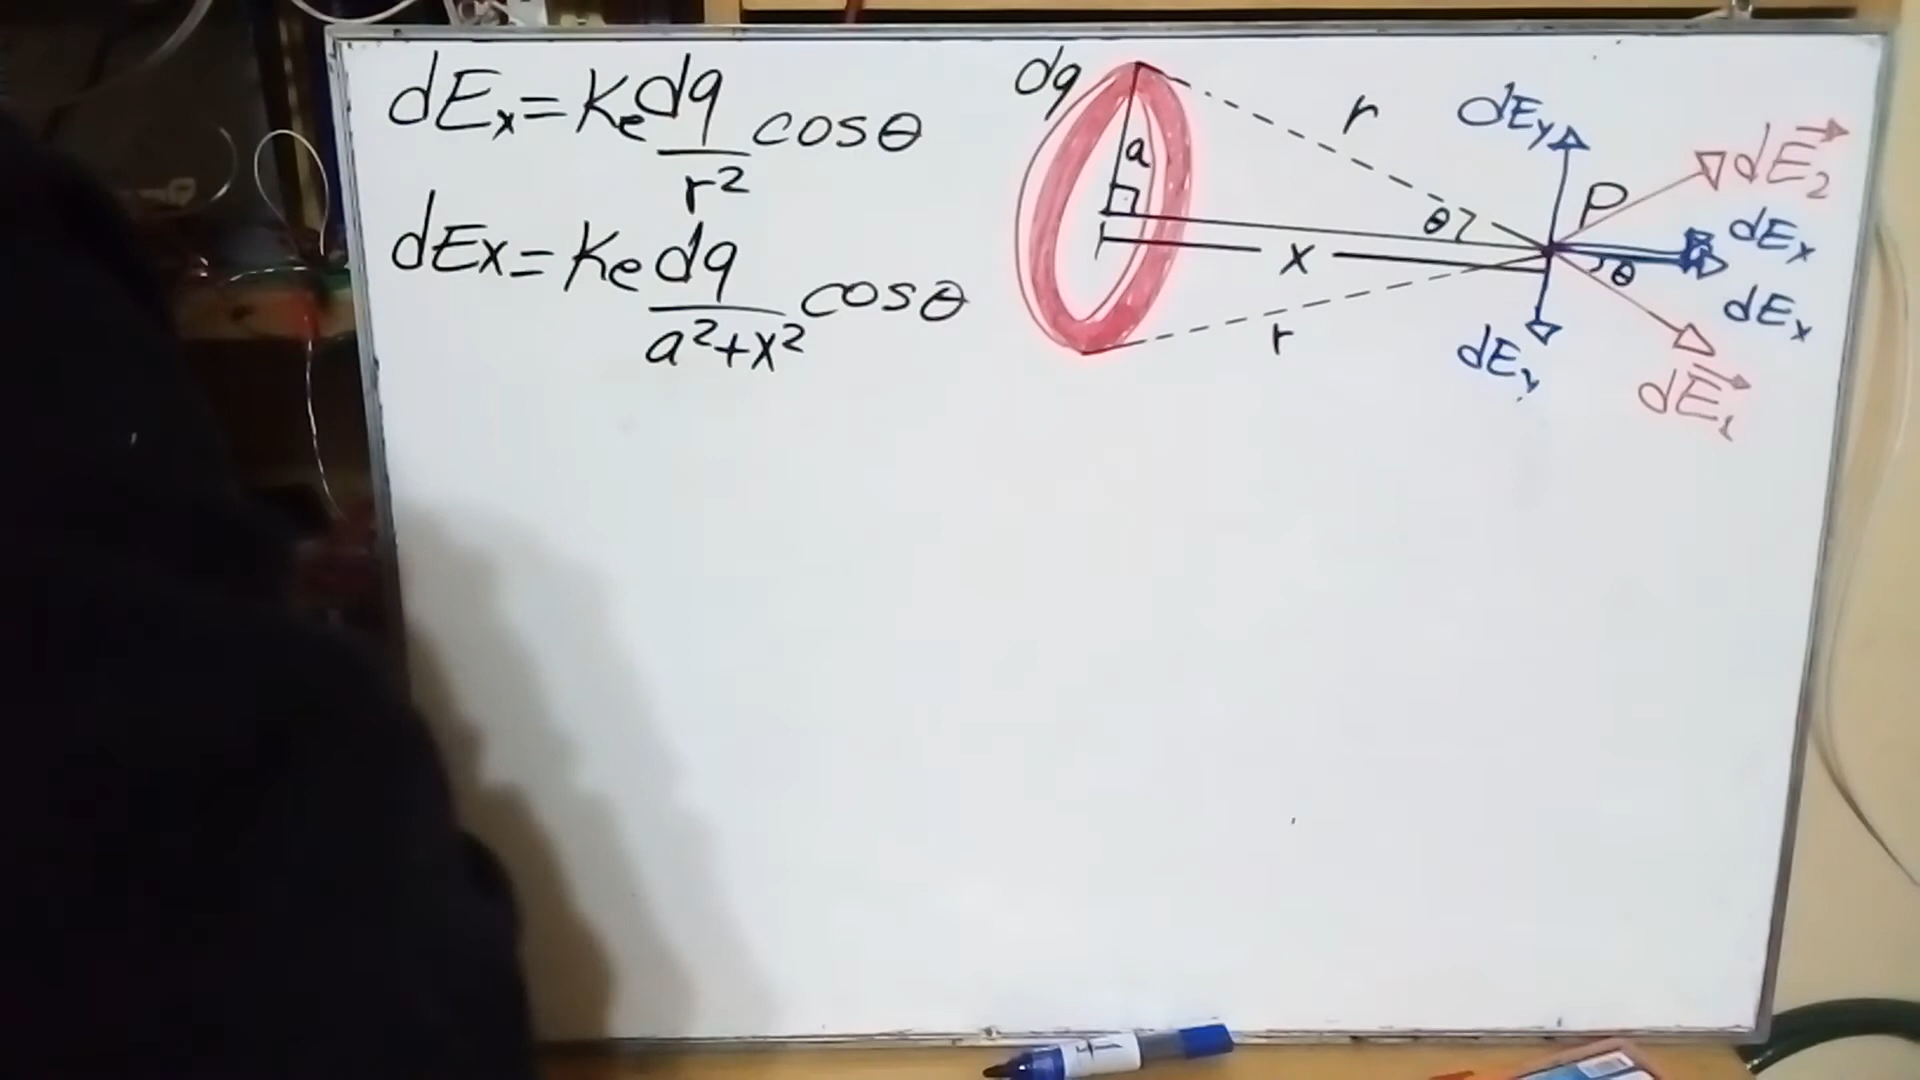 dEx = Ke dq/r² cosθ
dEx = Ke dq/a²+x² cosθ
dq
a
r
θ
x
r
dEy
P
dE₂
dEx
θ
dEx
dEy
dE₁